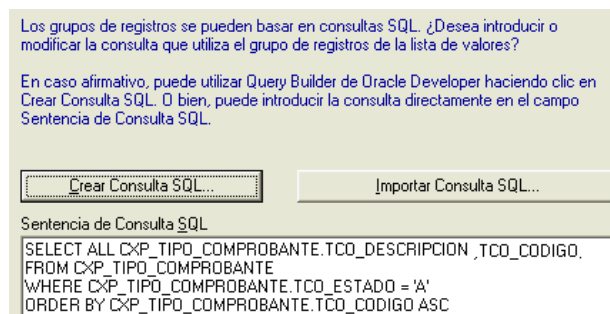 Los grupos de registros se pueden basar en consultas SQL. ¿Desea introducir o
modificar la consulta que utiliza el grupo de registros de la lista de valores?
En caso afirmativo, puede utilizar Query Builder de Oracle Developer haciendo clic en
Crear Consulta SQL. O bien, puede introducir la consulta directamente en el campo
Sentencia de Consulta SQL.
Crear Consulta SQL... Importar Consulta SQL...
Sentencia de Consulta SQL
SELECT ALL CXP_TIPO_COMPROBANTE.TCO_DESCRIPCION ,TCO_CODIGO,
FROM CXP_TIPO_COMPROBANTE
WHERE CXP_TIPO_COMPROBANTE.TCO_ESTADO = 'A'
ORDER BY CXP_TIPO_COMPROBANTE.TCO_CODIGO ASC